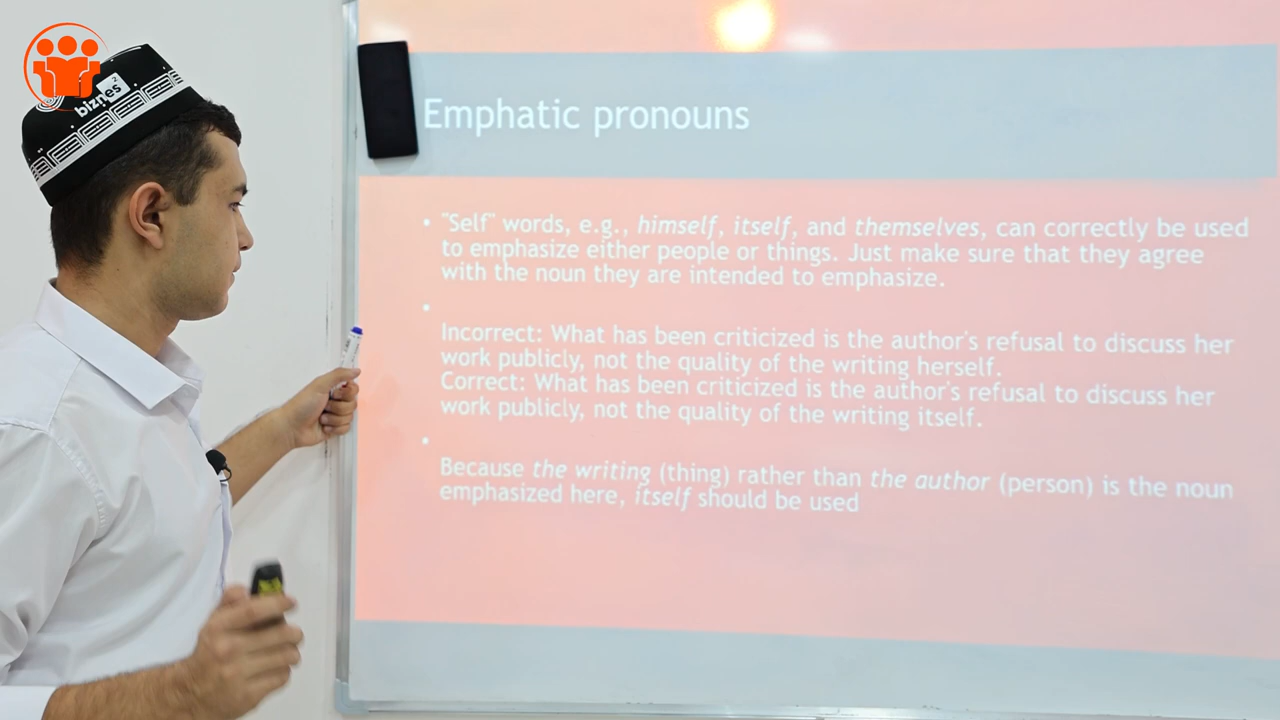 biznes²
Emphatic pronouns
• "Self" words, e.g., himself, itself, and themselves, can correctly be used
to emphasize either people or things. Just make sure that they agree
with the noun they are intended to emphasize.
•
Incorrect: What has been criticized is the author's refusal to discuss her
work publicly, not the quality of the writing herself.
Correct: What has been criticized is the author's refusal to discuss her
work publicly, not the quality of the writing itself.
•
Because the writing (thing) rather than the author (person) is the noun
emphasized here, itself should be used